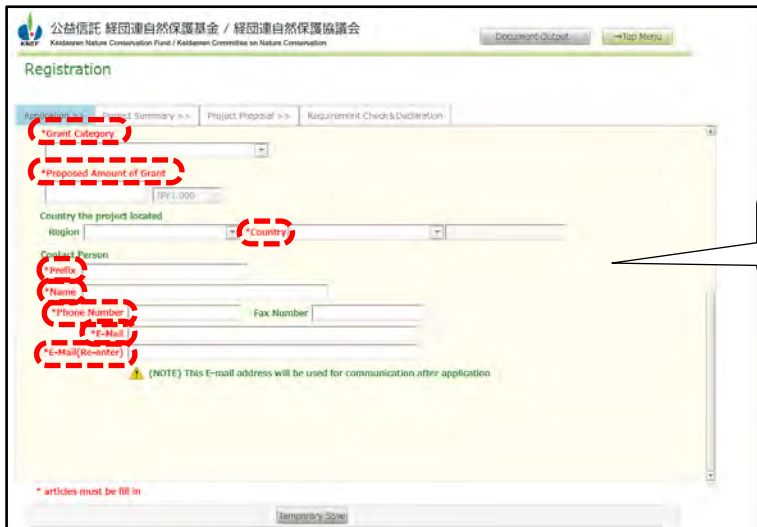 公益信託 経団連自然保護基金 / 経団連自然保護協議会
KNCF Keidanren Nature Conservation Fund / Keidanren Committee on Nature Conservation
Document Output →Top Menu
Registration
Application >> Project Summary >> Project Proposal >> Requirement Check&Declaration
*Grant Category
*Proposed Amount of Grant
JPY1,000
Country the project located
Region *Country
Contact Person
*Prefix
*Name
*Phone Number Fax Number
*E-Mail
*E-Mail(Re-enter)
(NOTE) This E-mail address will be used for communication after application
* articles must be fill in
Temporary Save